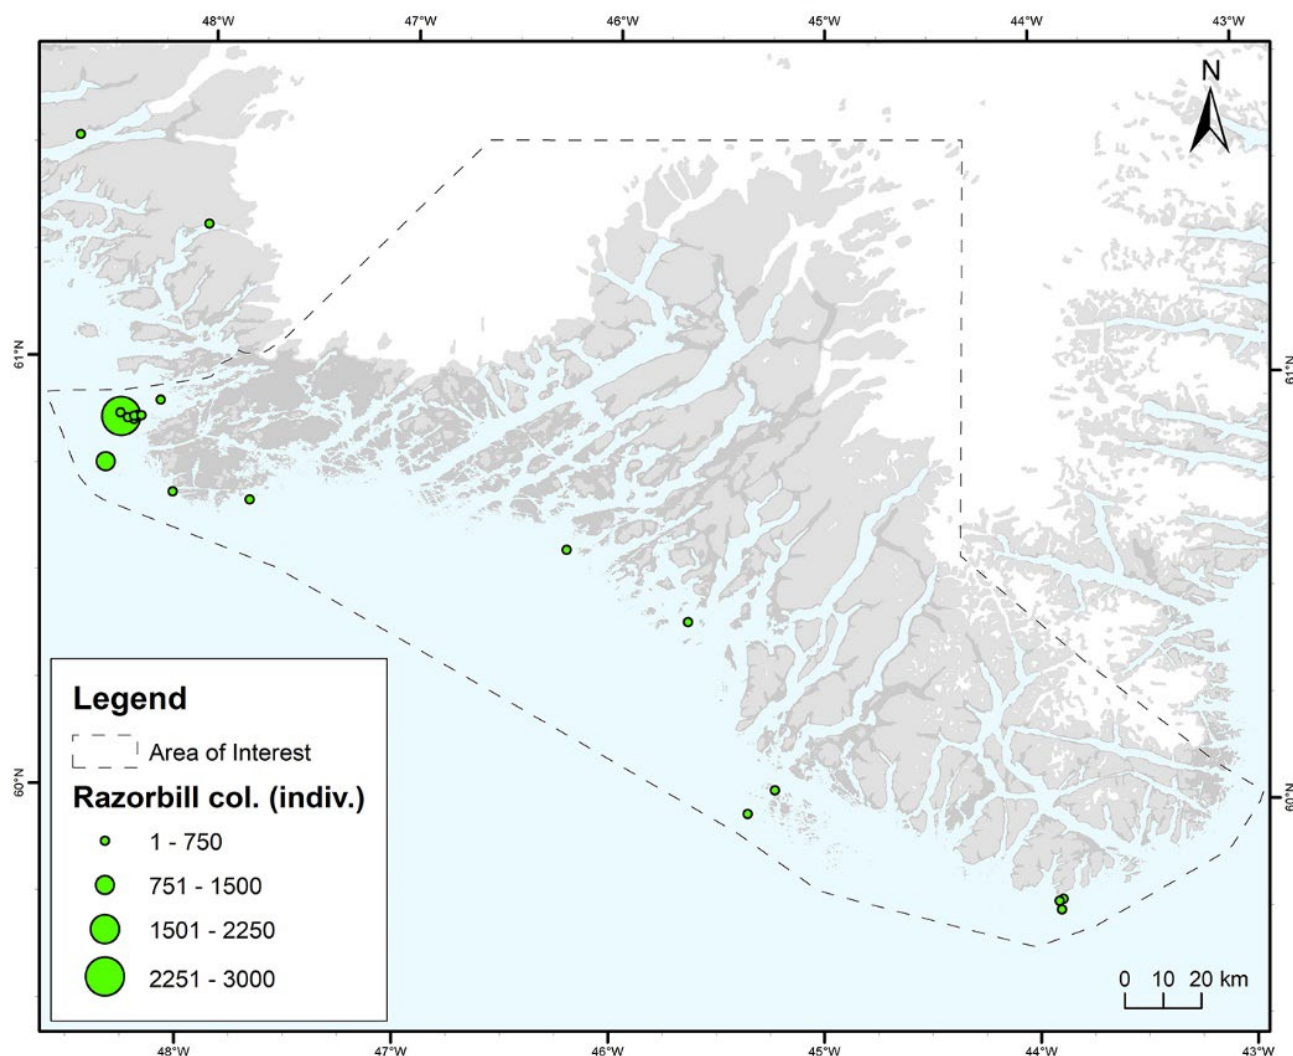 48°W 47°W 46°W 45°W 44°W 43°W
N
61°N 61°N
Legend
Area of Interest
Razorbill col. (indiv.)
1 - 750
751 - 1500
1501 - 2250
2251 - 3000
60°N 60°N
0 10 20 km
48°W 47°W 46°W 45°W 44°W 43°W